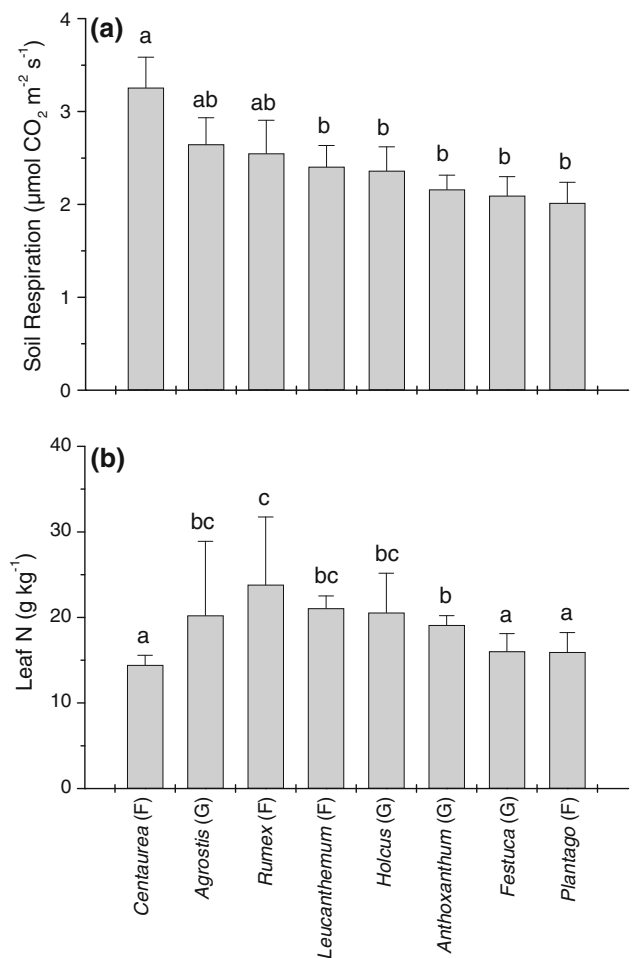 (a)
Soil Respiration (μmol CO₂ m⁻² s⁻¹)
4
3
2
1
0
a
ab
ab
b
b
b
b
b
(b)
Leaf N (g kg⁻¹)
40
30
20
10
0
a
bc
c
bc
bc
b
a
a
Centaurea (F)
Agrostis (G)
Rumex (F)
Leucanthemum (F)
Holcus (G)
Anthoxanthum (G)
Festuca (G)
Plantago (F)